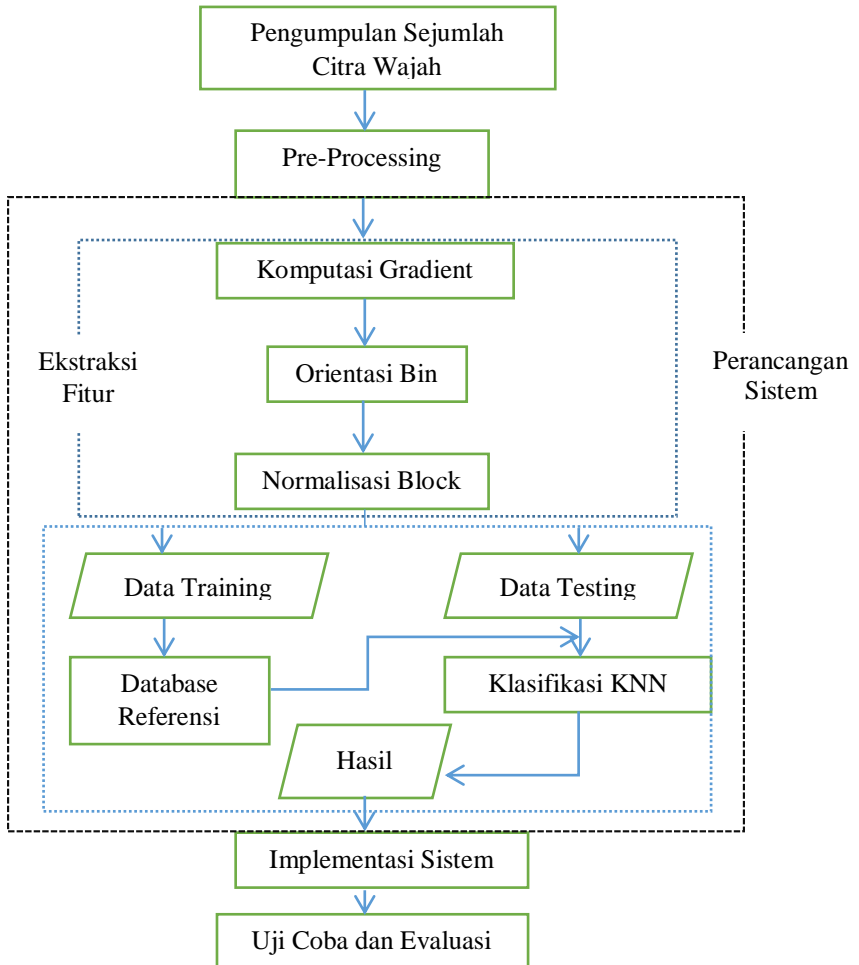 Pengumpulan Sejumlah
Citra Wajah
Pre-Processing
Komputasi Gradient
Ekstraksi
Fitur
Orientasi Bin
Perancangan
Sistem
Normalisasi Block
Data Training
Data Testing
Database
Referensi
Klasifikasi KNN
Hasil
Implementasi Sistem
Uji Coba dan Evaluasi